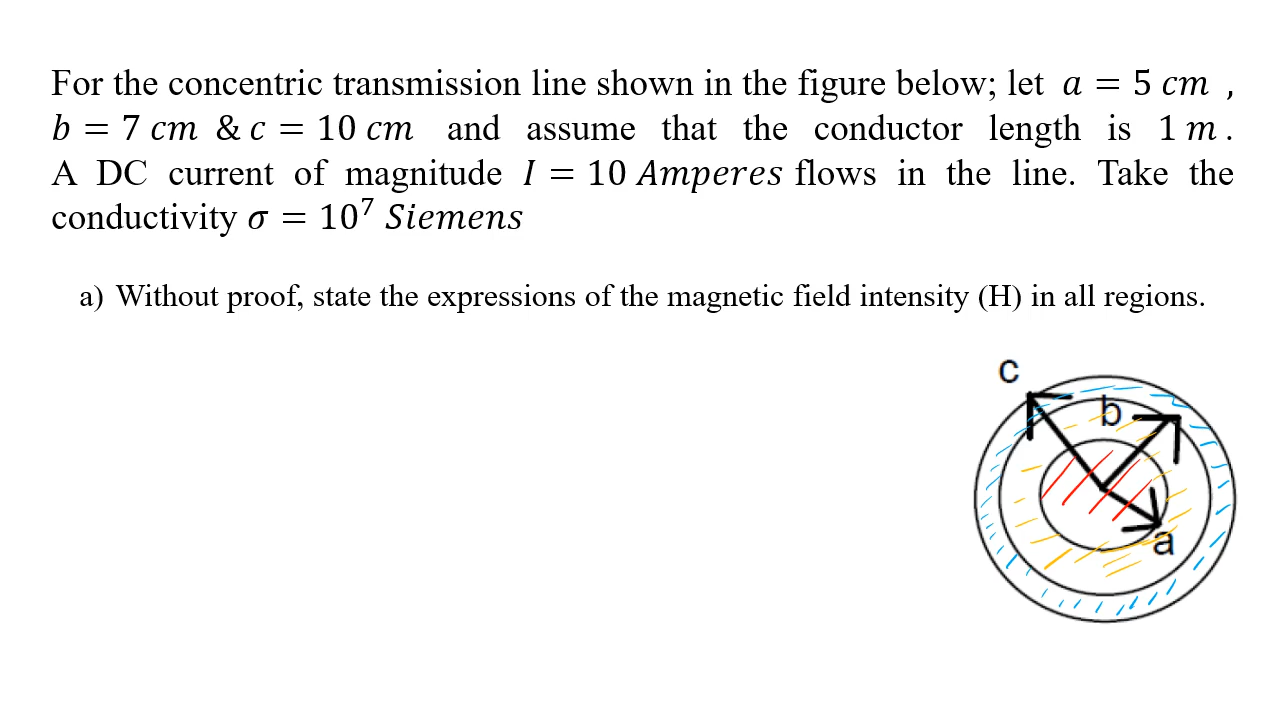 For the concentric transmission line shown in the figure below; let a = 5 cm ,
b = 7 cm & c = 10 cm and assume that the conductor length is 1 m .
A DC current of magnitude I = 10 Amperes flows in the line. Take the
conductivity σ = 10⁷ Siemens
a) Without proof, state the expressions of the magnetic field intensity (H) in all regions.
c
b
a